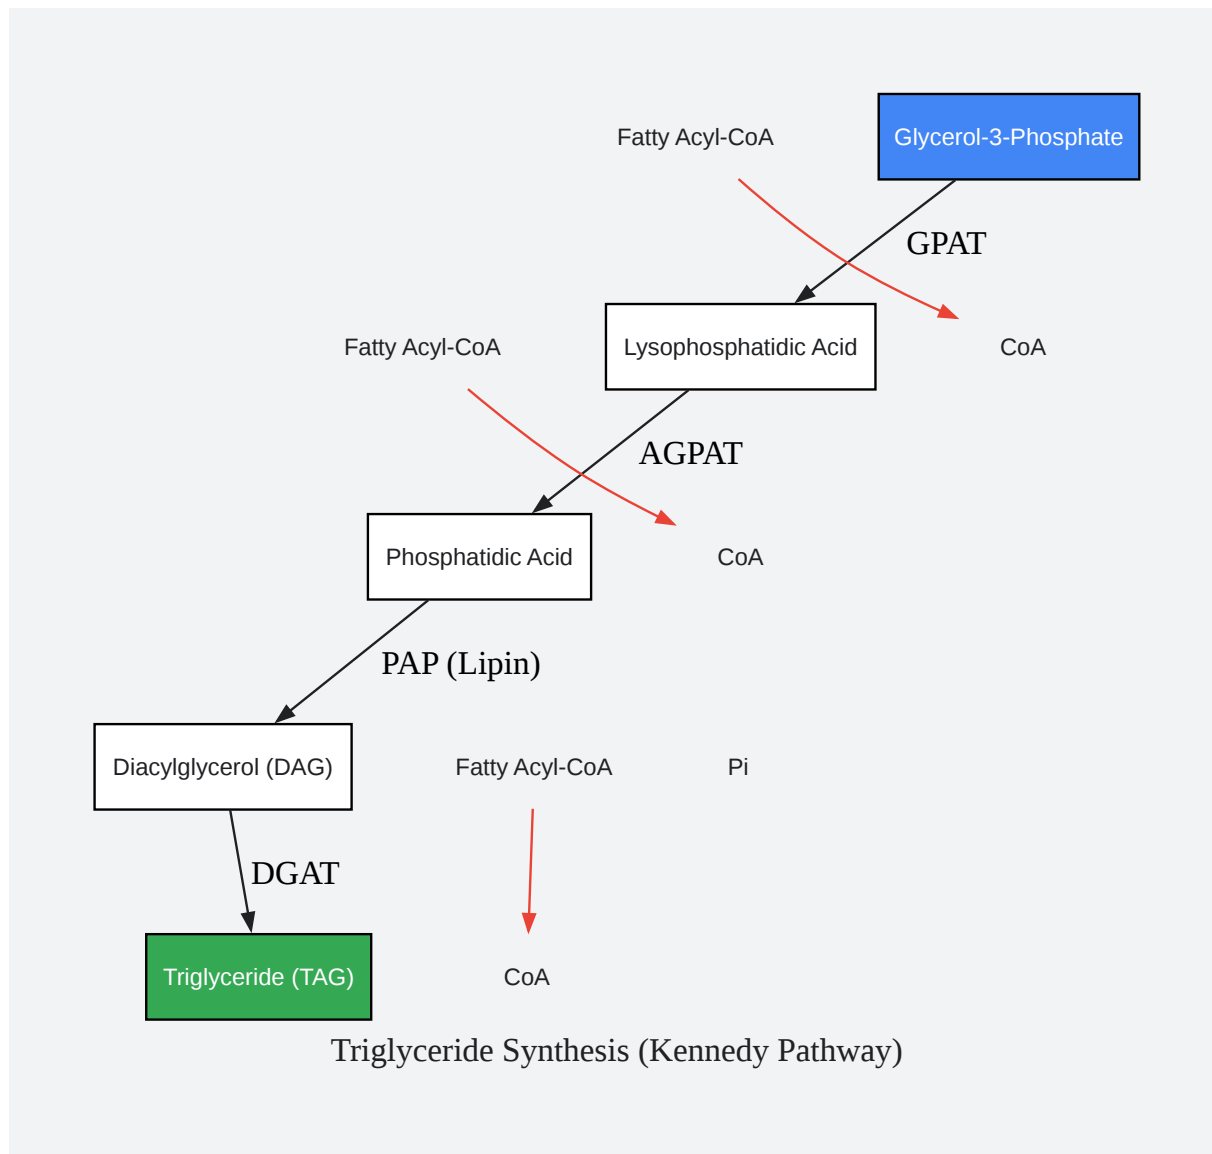 Fatty Acyl-CoA
Glycerol-3-Phosphate
GPAT
Fatty Acyl-CoA
Lysophosphatidic Acid
CoA
AGPAT
Phosphatidic Acid
CoA
PAP (Lipin)
Diacylglycerol (DAG)
Fatty Acyl-CoA
Pi
DGAT
Triglyceride (TAG)
CoA
Triglyceride Synthesis (Kennedy Pathway)